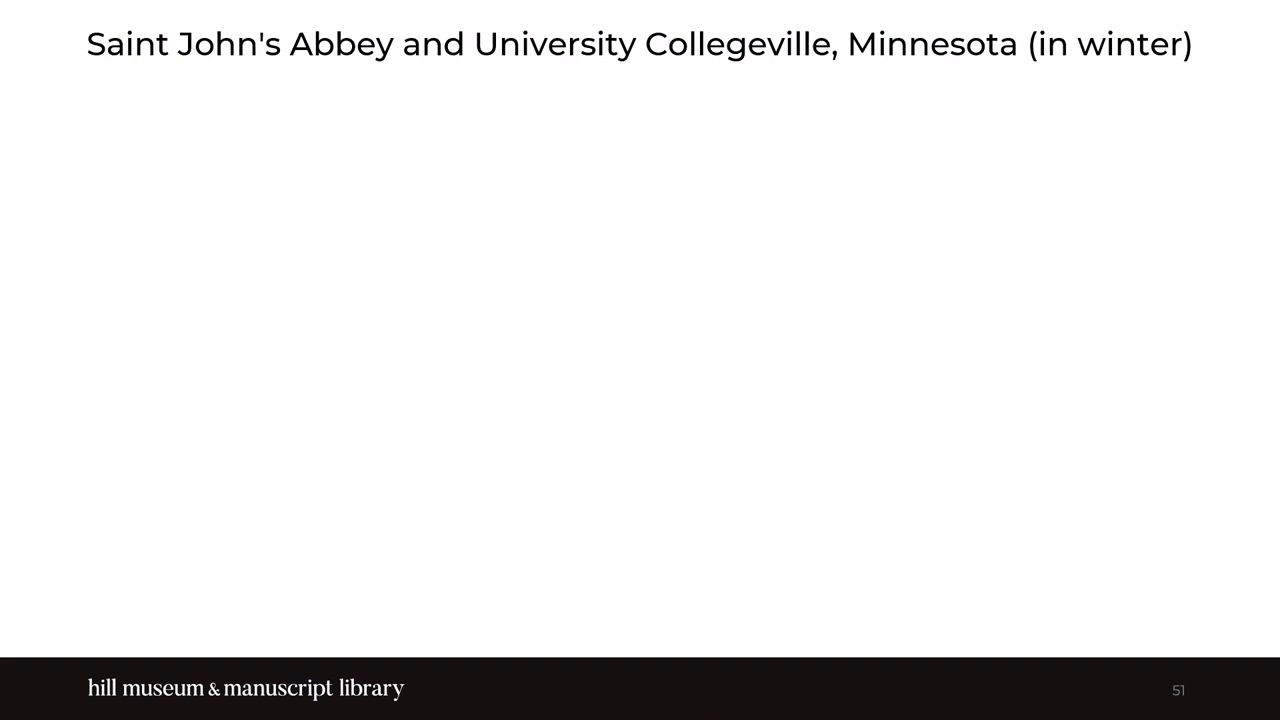 Saint John's Abbey and University Collegeville, Minnesota (in winter)
hill museum & manuscript library
51